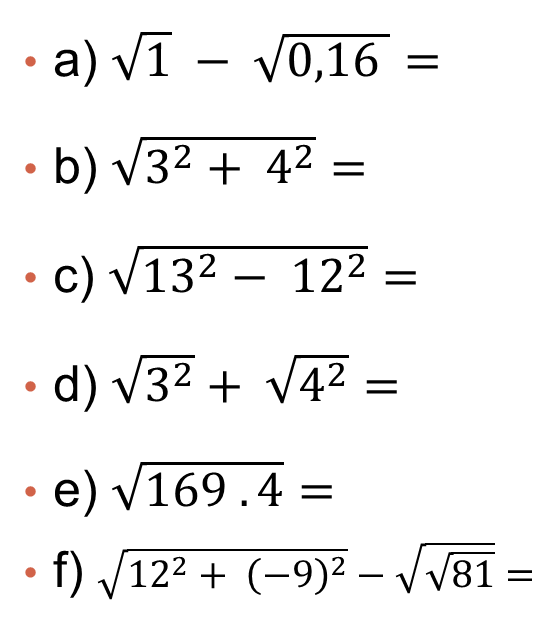 • a) √1 − √0,16 =
• b) √(3² + 4²) =
• c) √(13² − 12²) =
• d) √3² + √4² =
• e) √(169 . 4) =
• f) √(12² + (−9)²) − √√81 =